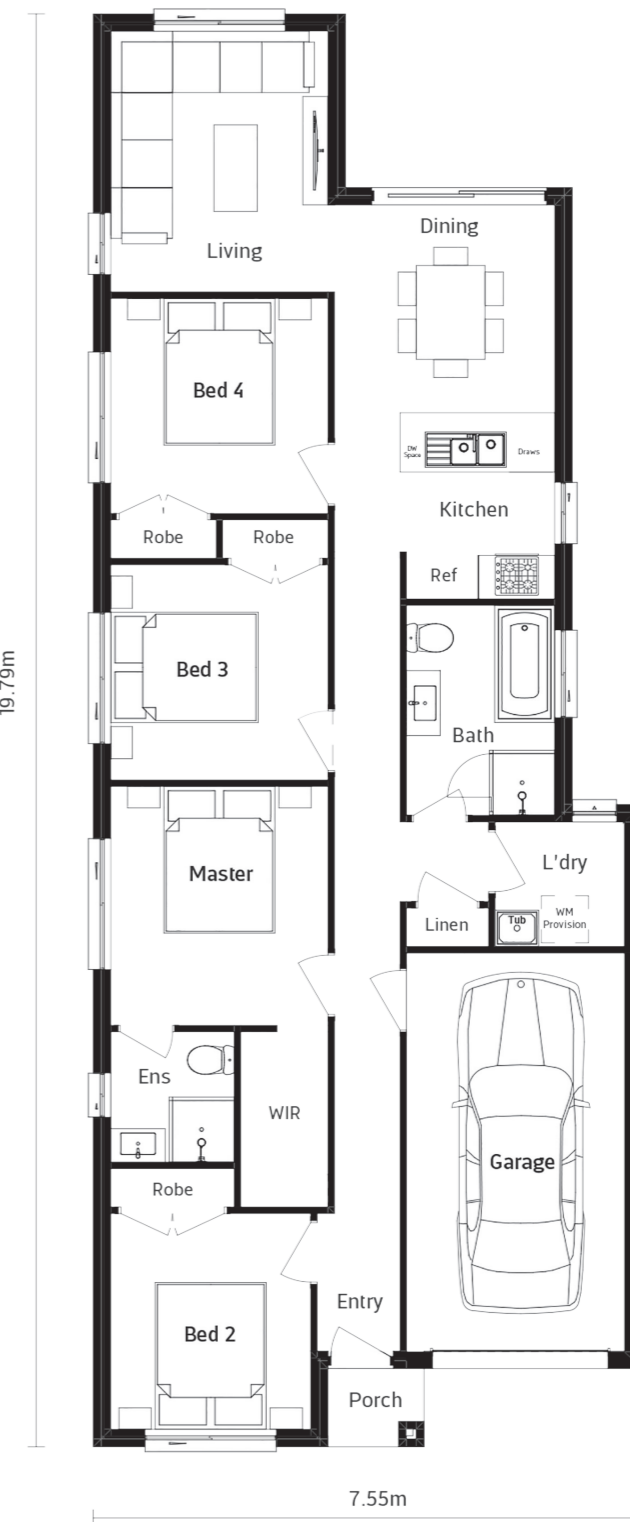 Dining
Living
Bed 4
DW
Space
Draws
Kitchen
Robe
Robe
Ref
19.79m
Bed 3
Bath
L'dry
Master
WM
Provision
Tub
Linen
Ens
WIR
Garage
Robe
Entry
Bed 2
Porch
7.55m